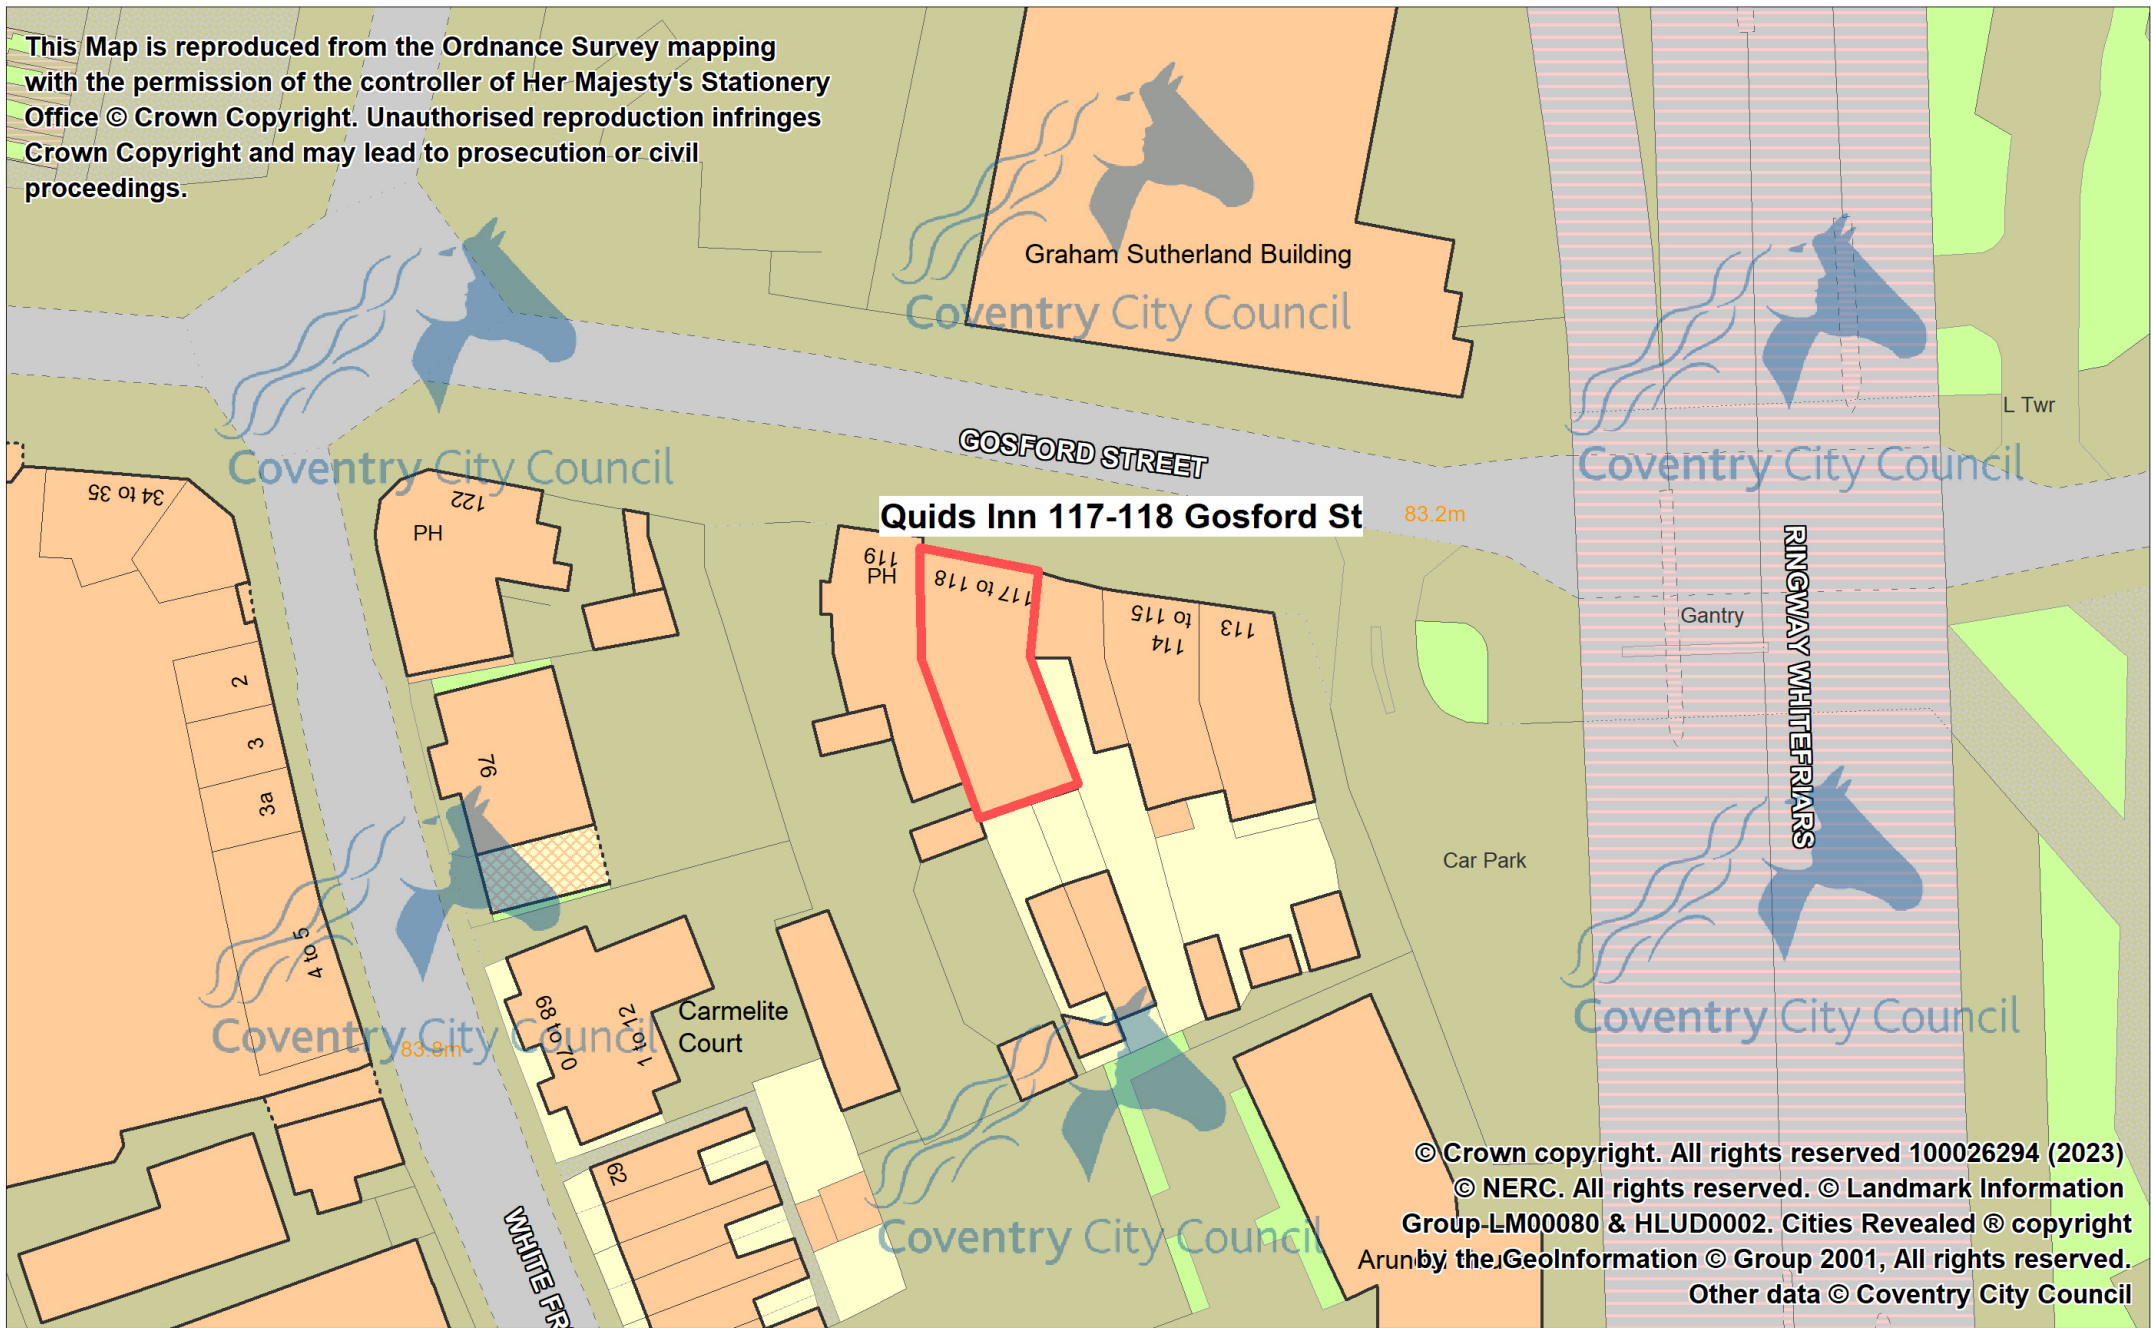 This Map is reproduced from the Ordnance Survey mapping
with the permission of the controller of Her Majesty's Stationery
Office © Crown Copyright. Unauthorised reproduction infringes
Crown Copyright and may lead to prosecution or civil
proceedings.
Graham Sutherland Building
Coventry City Council
L Twr
GOSFORD STREET
Coventry City Council
Coventry City Council
34 to 35
122
PH
Quids Inn 117-118 Gosford St
83.2m
119
PH
117 to 118
114 to 115
113
Gantry
RINGWAY WHITEFRIARS
2
3
3a
76
4 to 5
Car Park
68 to 70
1 to 12
Carmelite
Court
Coventry City Council
83.8m
Coventry City Council
62
WHITE
Coventry City Council
© Crown copyright. All rights reserved 100026294 (2023)
© NERC. All rights reserved. © Landmark Information
Group LM00080 & HLUD0002. Cities Revealed ® copyright
by the GeoInformation © Group 2001, All rights reserved.
Other data © Coventry City Council